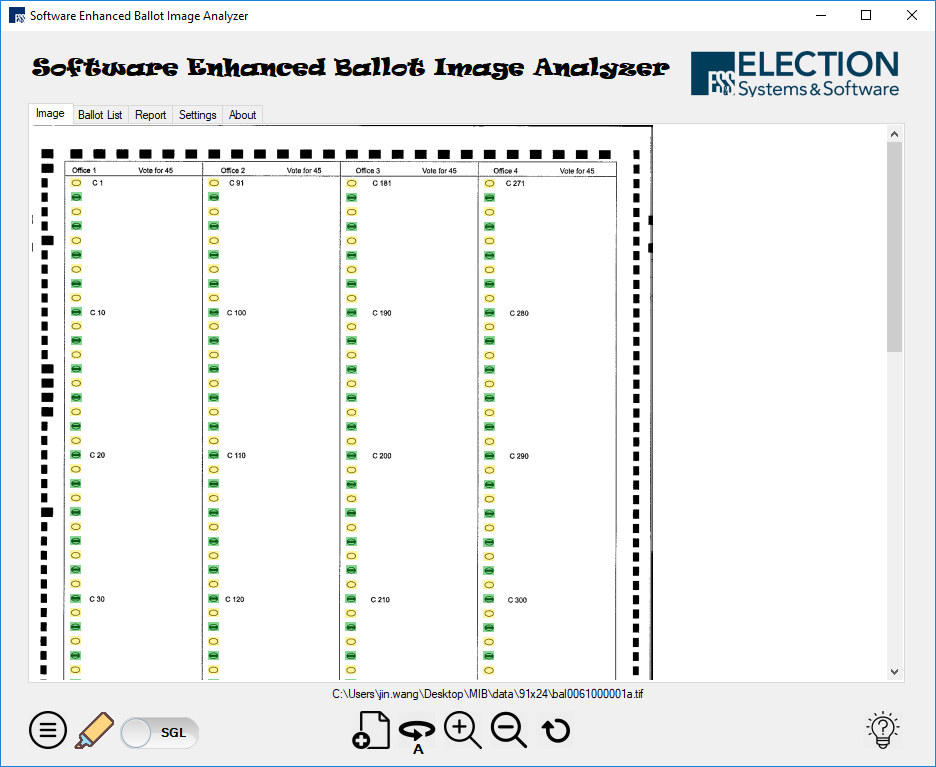 Software Enhanced Ballot Image Analyzer
Software Enhanced Ballot Image Analyzer
ESS ELECTION
Systems & Software
Image Ballot List Report Settings About
Office 1 Vote for 45 Office 2 Vote for 45 Office 3 Vote for 45 Office 4 Vote for 45
C 1 C 91 C 181 C 271
C 10 C 100 C 190 C 280
C 20 C 110 C 200 C 290
C 30 C 120 C 210 C 300
C:\Users\jin.wang\Desktop\MIB\data\91x24\bal0061000001a.tif
SGL
A